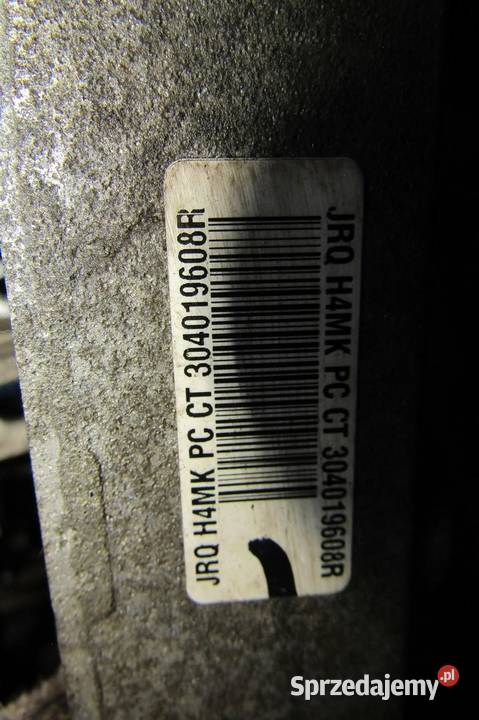 JRQ H4MK PC CT 304019608R
JRQ H4MK PC CT 304019608R
Sprzedajemy.pl